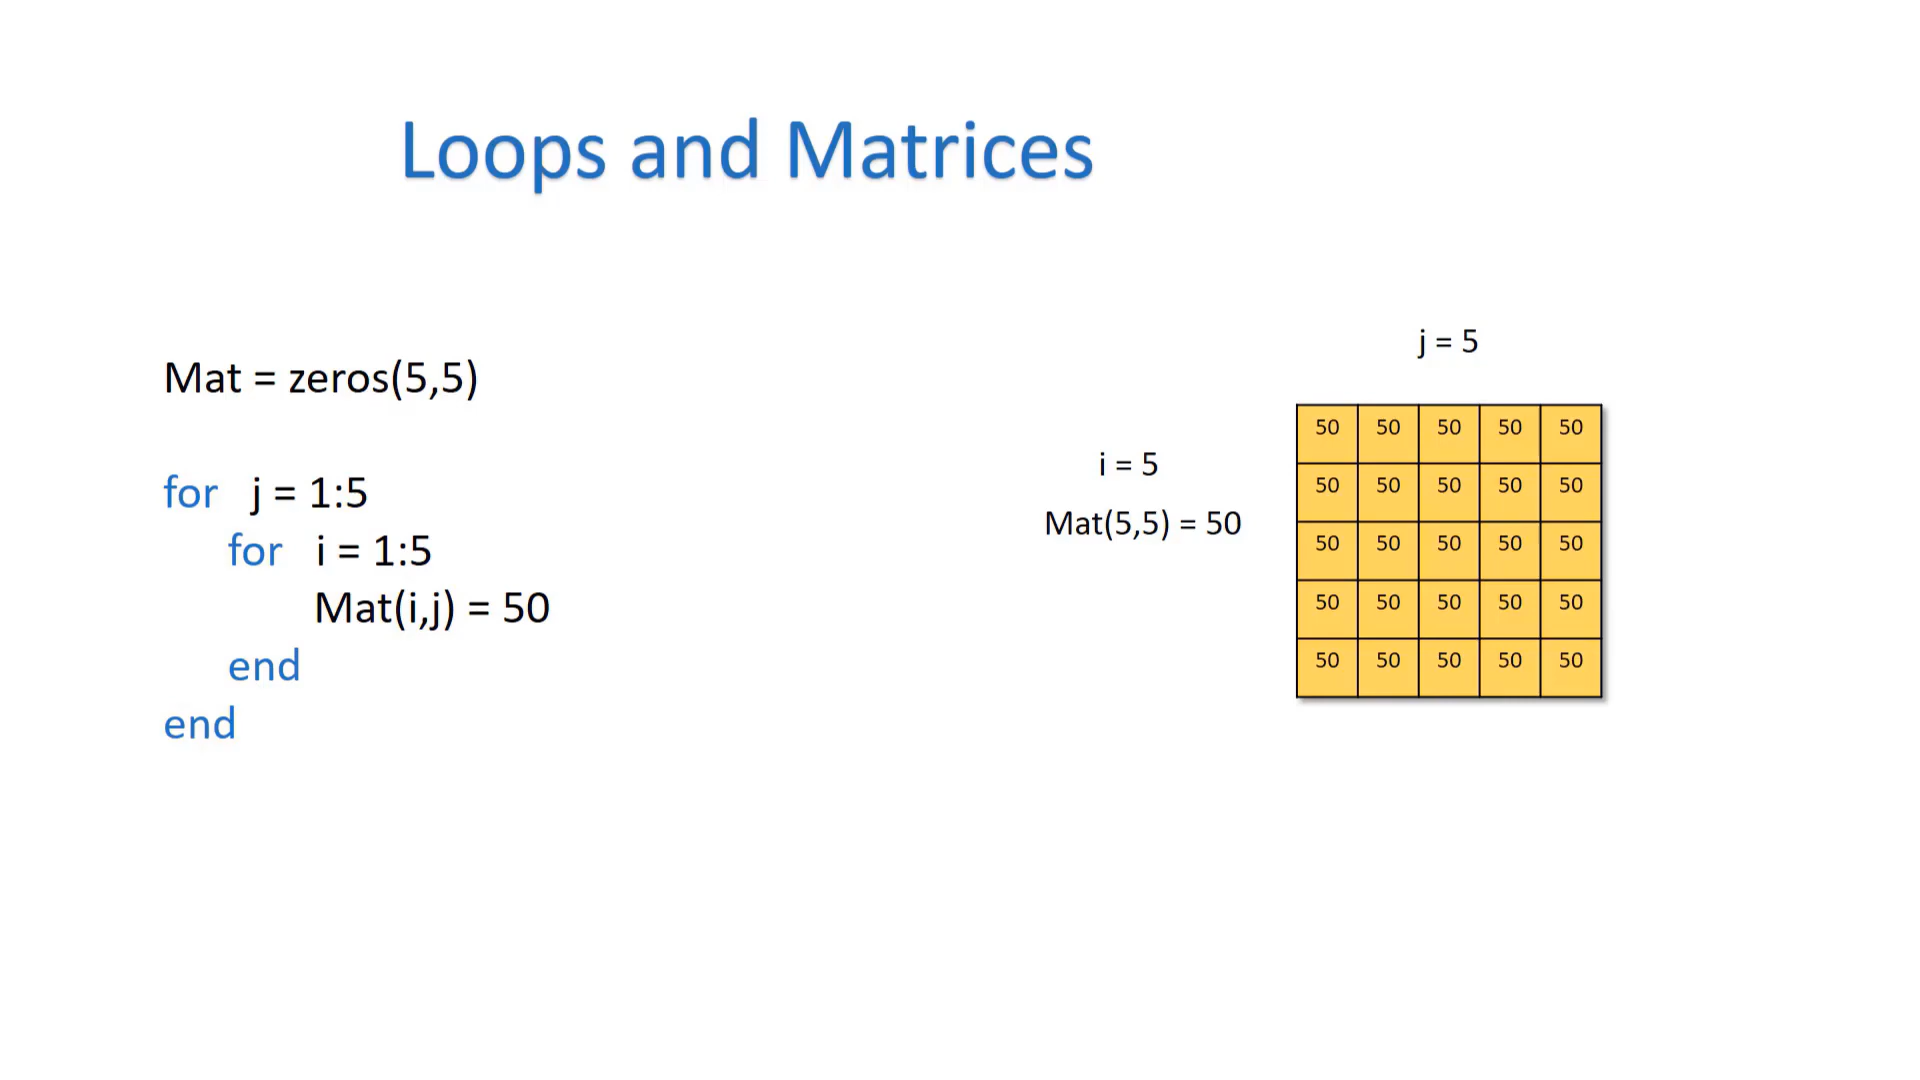 Loops and Matrices
Mat = zeros(5,5)
for j = 1:5
for i = 1:5
Mat(i,j) = 50
end
end
j = 5
i = 5
Mat(5,5) = 50
50 50 50 50 50
50 50 50 50 50
50 50 50 50 50
50 50 50 50 50
50 50 50 50 50